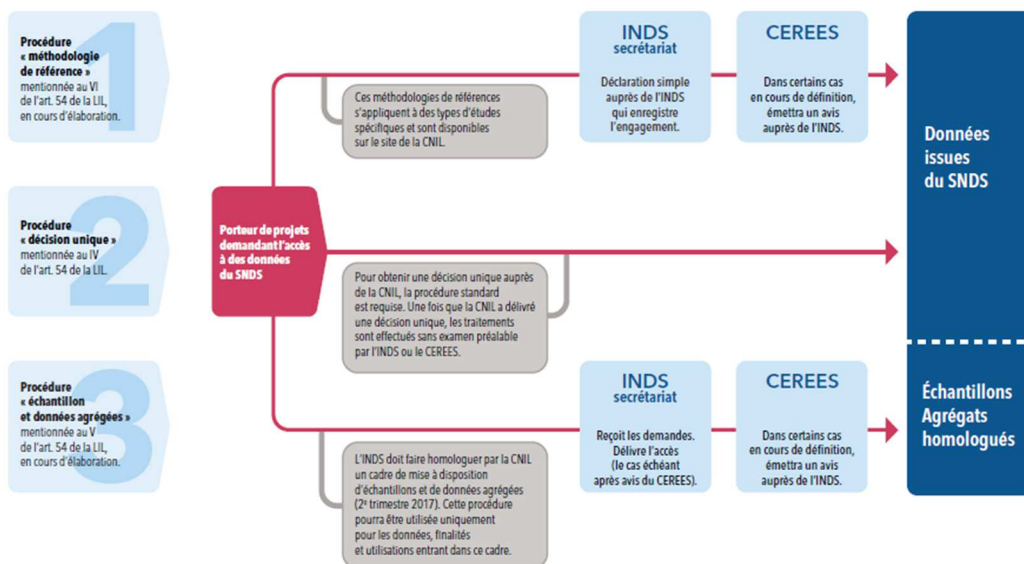 1
Procédure
« méthodologie
de référence »
mentionnée au VI
de l'art. 54 de la LIL,
en cours d'élaboration.
2
Procédure
« décision unique »
mentionnée au IV
de l'art. 54 de la LIL.
3
Procédure
« échantillon
et données agrégées »
mentionnée au V
de l'art. 54 de la LIL,
en cours d'élaboration.
Porteur de projets
demandant l'accès
à des données
du SNDS
Ces méthodologies de références
s'appliquent à des types d'études
spécifiques et sont disponibles
sur le site de la CNIL.
INDS
secrétariat
Déclaration simple
auprès de l'INDS
qui enregistre
l'engagement.
CEREES
Dans certains cas
en cours de définition,
émettra un avis
auprès de l'INDS.
Pour obtenir une décision unique auprès
de la CNIL, la procédure standard
est requise. Une fois que la CNIL a délivré
une décision unique, les traitements
sont effectués sans examen préalable
par l'INDS ou le CEREES.
L'INDS doit faire homologuer par la CNIL
un cadre de mise à disposition
d'échantillons et de données agrégées
(2e trimestre 2017). Cette procédure
pourra être utilisée uniquement
pour les données, finalités
et utilisations entrant dans ce cadre.
INDS
secrétariat
Reçoit les demandes.
Délivre l'accès
(le cas échéant
après avis du CEREES).
CEREES
Dans certains cas
en cours de définition,
émettra un avis
auprès de l'INDS.
Données
issues
du SNDS
Échantillons
Agrégats
homologués